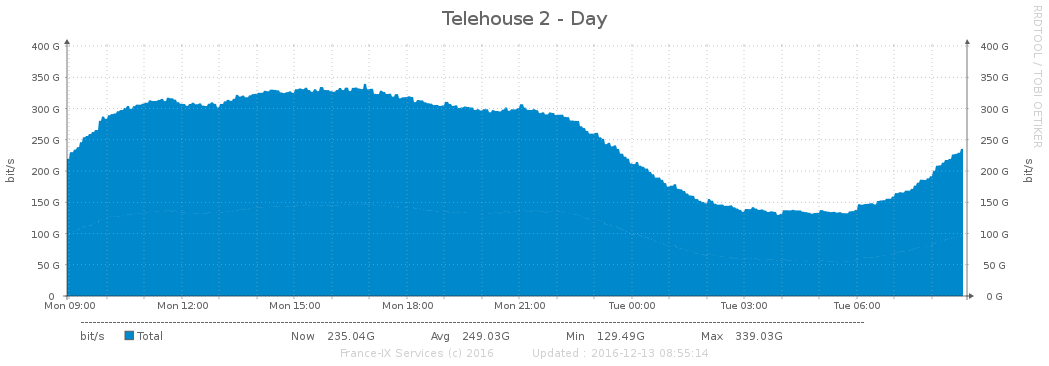 Telehouse 2 - Day
RRDTOOL / TOBI OETIKER
400 G 400 G
350 G 350 G
300 G 300 G
250 G 250 G
200 G 200 G
150 G 150 G
100 G 100 G
50 G 50 G
0 0 G
bit/s bit/s
Mon 09:00 Mon 12:00 Mon 15:00 Mon 18:00 Mon 21:00 Tue 00:00 Tue 03:00 Tue 06:00
bit/s Total Now 235.04G Avg 249.03G Min 129.49G Max 339.03G
France-IX Services (c) 2016 Updated : 2016-12-13 08:55:14